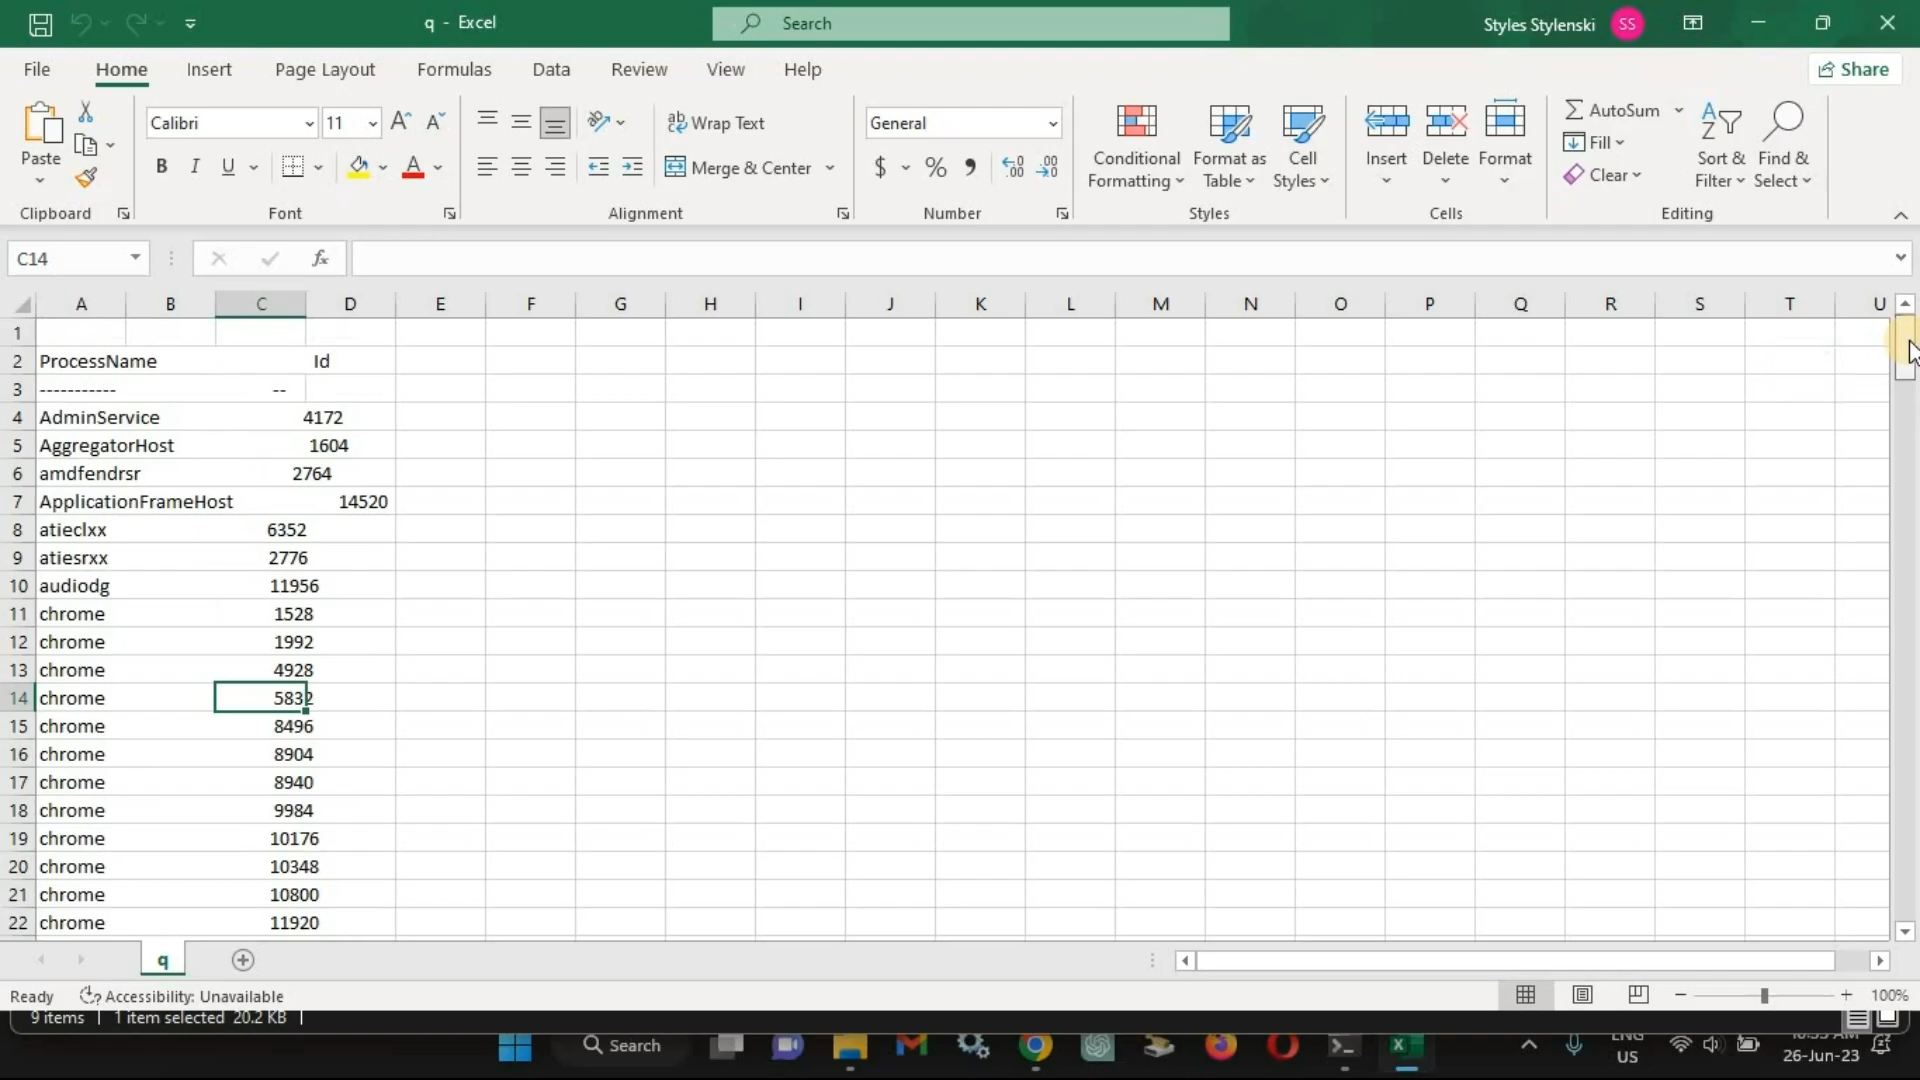 q - Excel
Search
Styles Stylenski
SS
File Home Insert Page Layout Formulas Data Review View Help
Share
Paste
Clipboard
Calibri 11
B I U
Font
Wrap Text
Merge & Center
Alignment
General
$ % ,
Number
Conditional Formatting
Format as Table
Cell Styles
Styles
Insert
Delete
Format
Cells
AutoSum
Fill
Clear
Sort & Filter
Find & Select
Editing
C14
fx
A B C D E F G H I J K L M N O P Q R S T U
1
2 ProcessName Id
3 ----------- --
4 AdminService 4172
5 AggregatorHost 1604
6 amdfendrsr 2764
7 ApplicationFrameHost 14520
8 atieclxx 6352
9 atiesrxx 2776
10 audiodg 11956
11 chrome 1528
12 chrome 1992
13 chrome 4928
14 chrome 5832
15 chrome 8496
16 chrome 8904
17 chrome 8940
18 chrome 9984
19 chrome 10176
20 chrome 10348
21 chrome 10800
22 chrome 11920
q
Ready Accessibility: Unavailable
100%
9 items 1 item selected 20.2 KB
Search
ENG
US
26-Jun-23